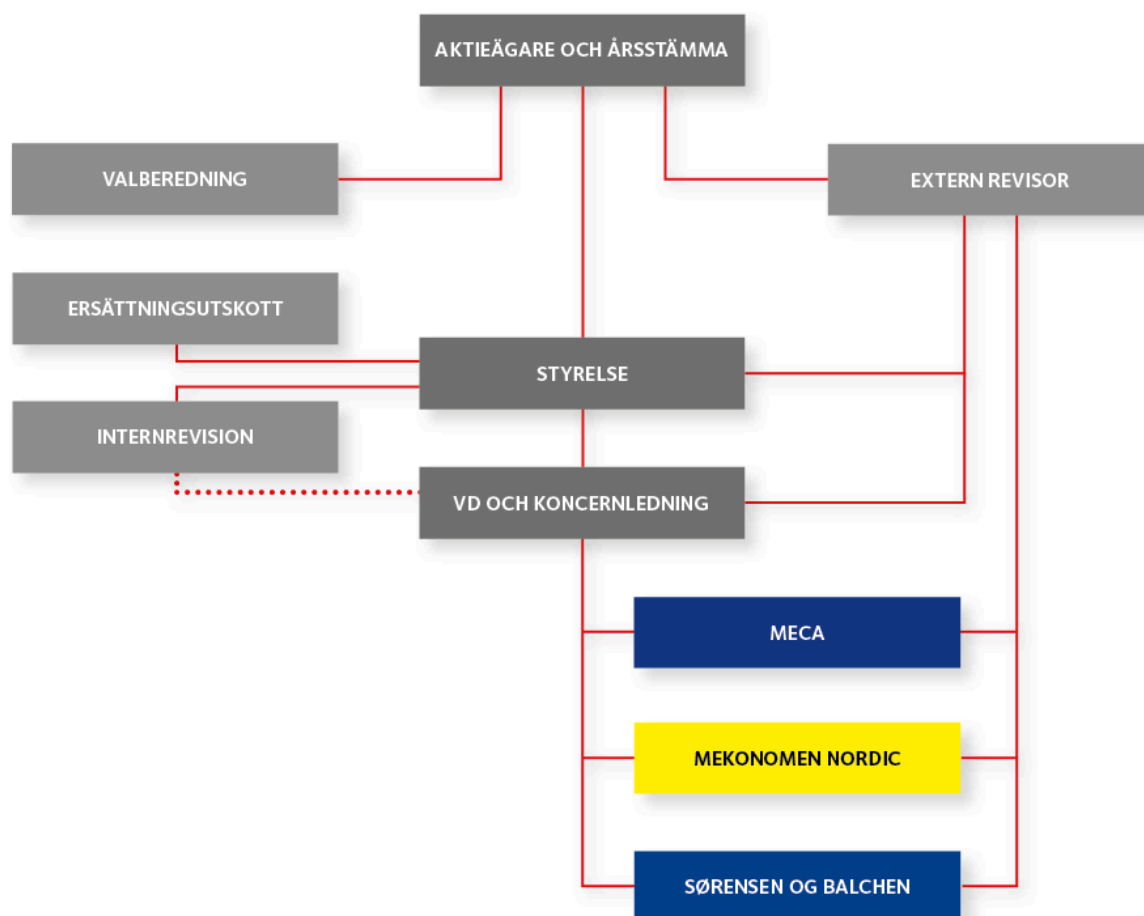 AKTIEÄGARE OCH ÅRSSTÄMMA
VALBEREDNING
EXTERN REVISOR
ERSÄTTNINGSUTSKOTT
STYRELSE
INTERNREVISION
VD OCH KONCERNLEDNING
MECA
MEKONOMEN NORDIC
SØRENSEN OG BALCHEN